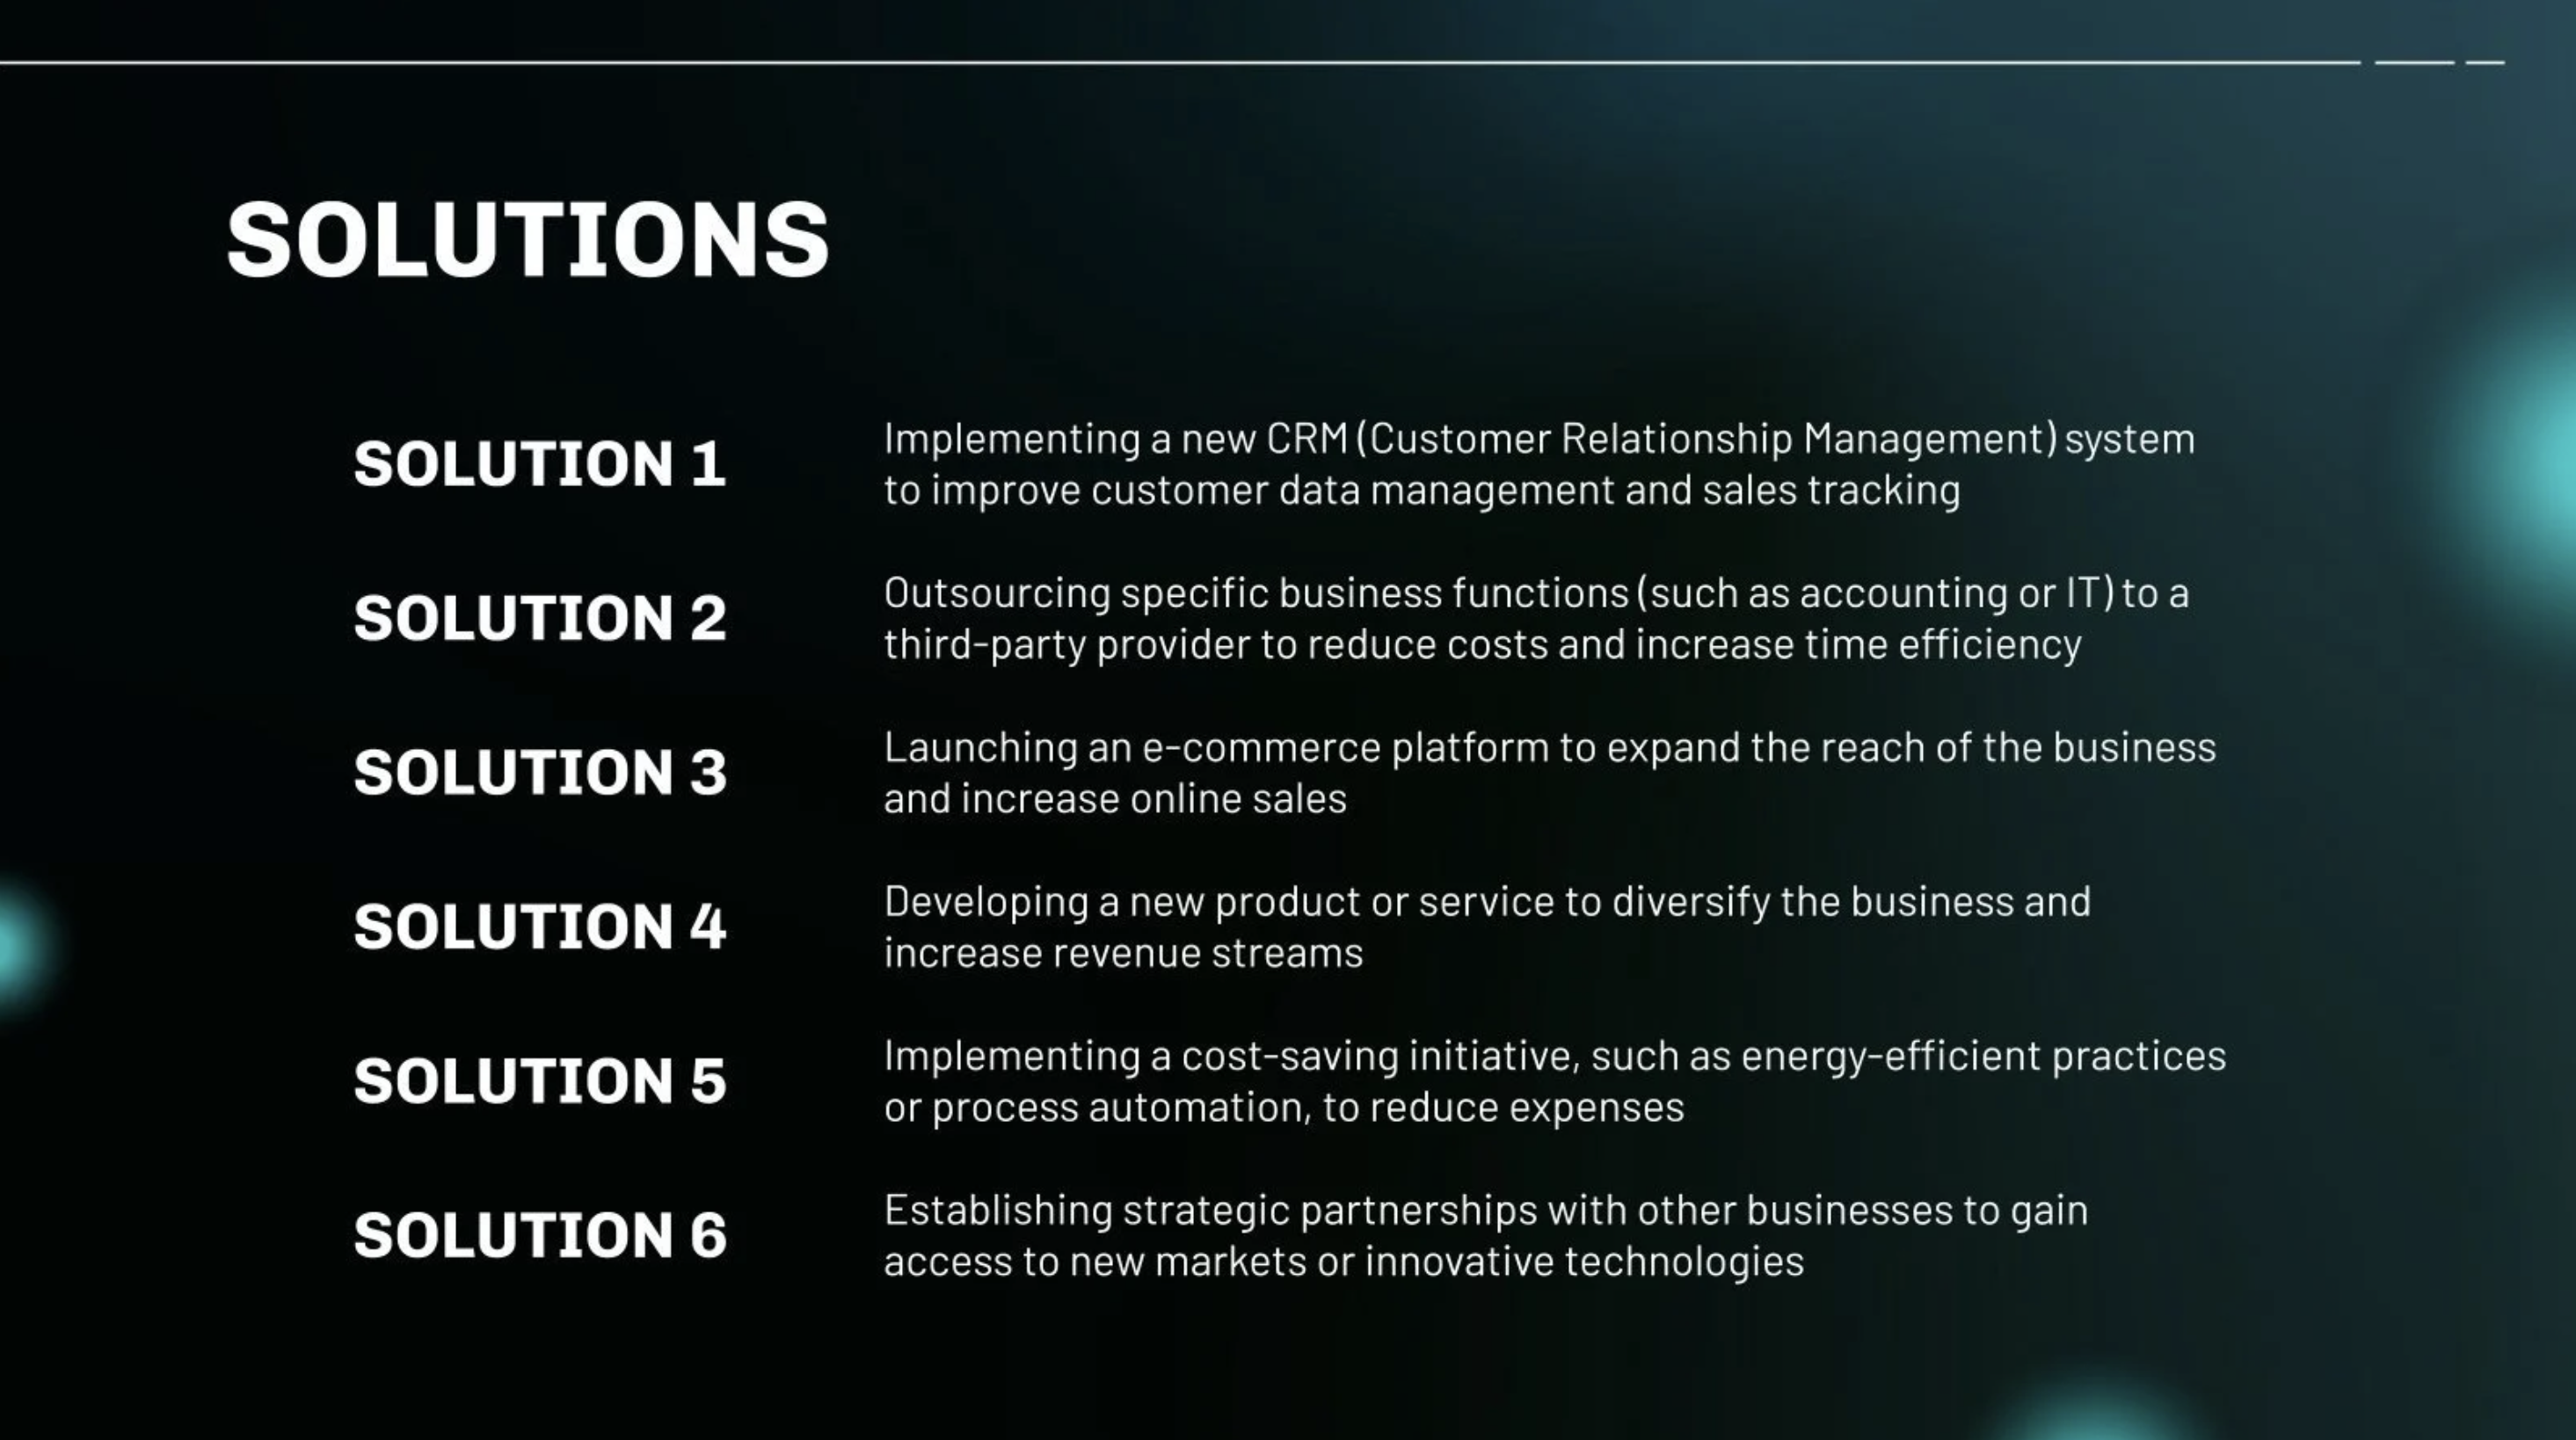 SOLUTIONS
SOLUTION 1
Implementing a new CRM (Customer Relationship Management) system
to improve customer data management and sales tracking
SOLUTION 2
Outsourcing specific business functions (such as accounting or IT) to a
third-party provider to reduce costs and increase time efficiency
SOLUTION 3
Launching an e-commerce platform to expand the reach of the business
and increase online sales
SOLUTION 4
Developing a new product or service to diversify the business and
increase revenue streams
SOLUTION 5
Implementing a cost-saving initiative, such as energy-efficient practices
or process automation, to reduce expenses
SOLUTION 6
Establishing strategic partnerships with other businesses to gain
access to new markets or innovative technologies